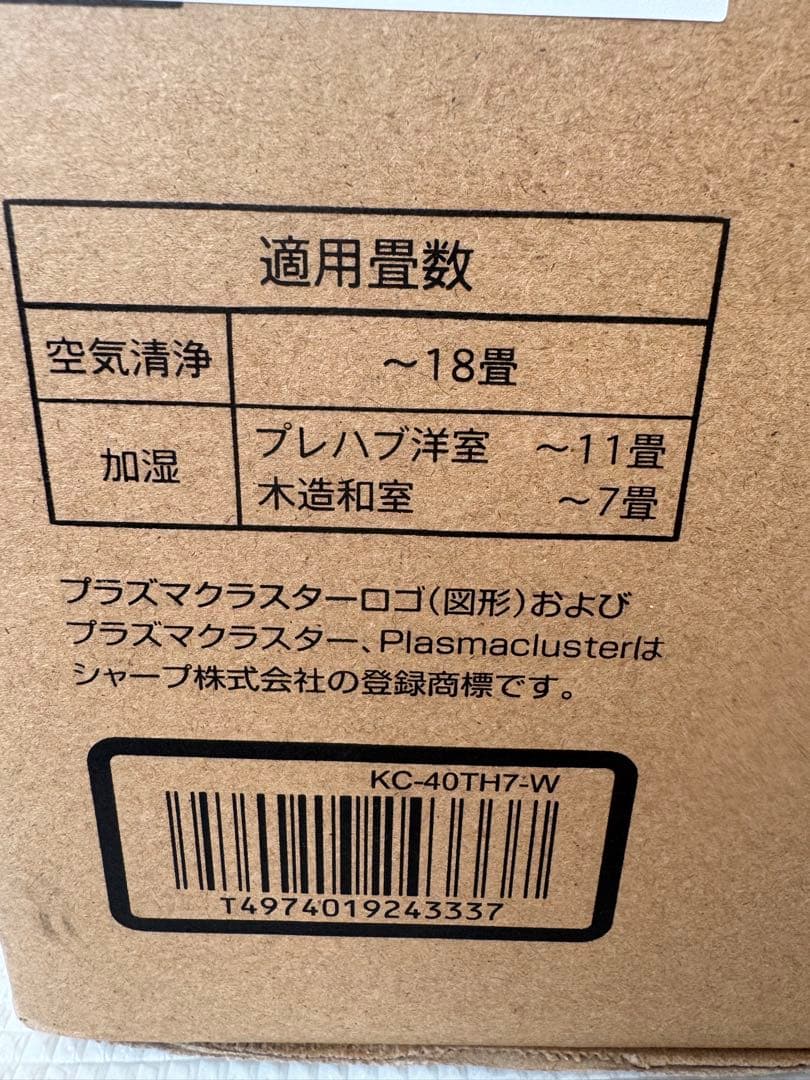 適用畳数
空気清浄 ～18畳
加湿 プレハブ洋室 ～11畳
木造和室 ～7畳
プラズマクラスターロゴ(図形)および
プラズマクラスター、Plasmaclusterは
シャープ株式会社の登録商標です。
KC-40TH7-W
T4974019243337